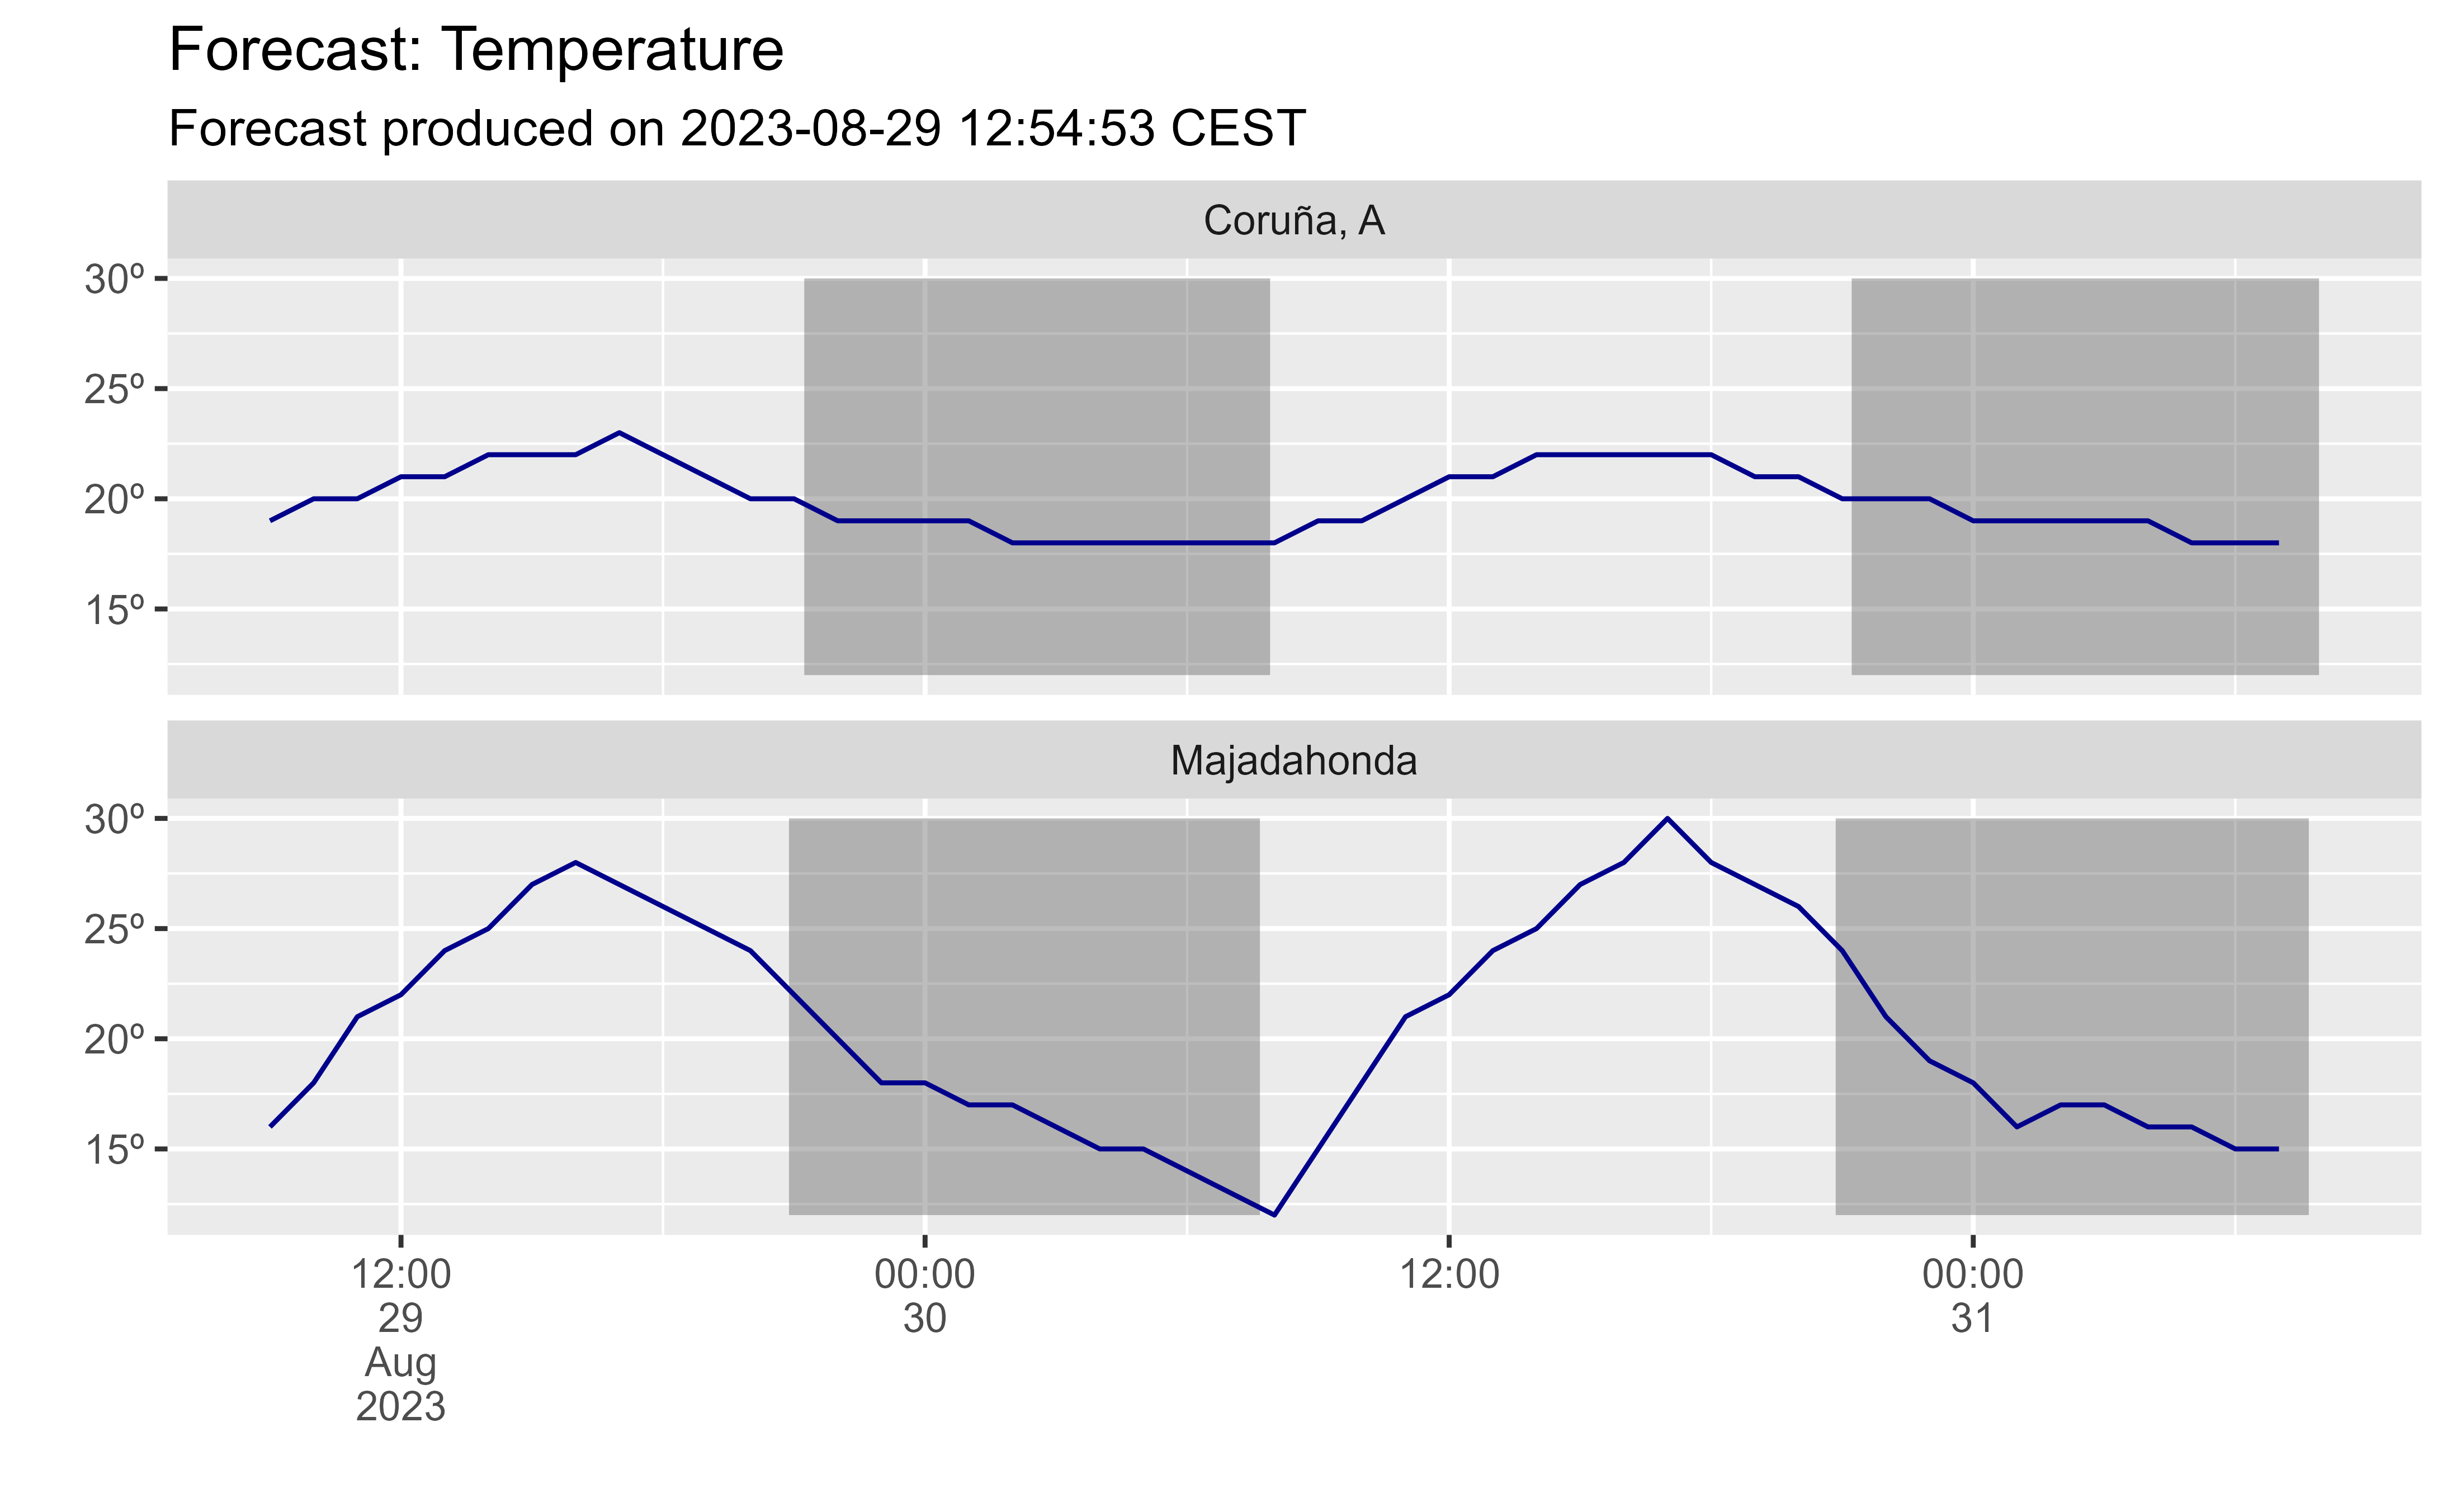 Forecast: Temperature
Forecast produced on 2023-08-29 12:54:53 CEST
Coruña, A
30º
25º
20º
15º
Majadahonda
30º
25º
20º
15º
12:00 00:00 12:00 00:00
29 30 31
Aug
2023